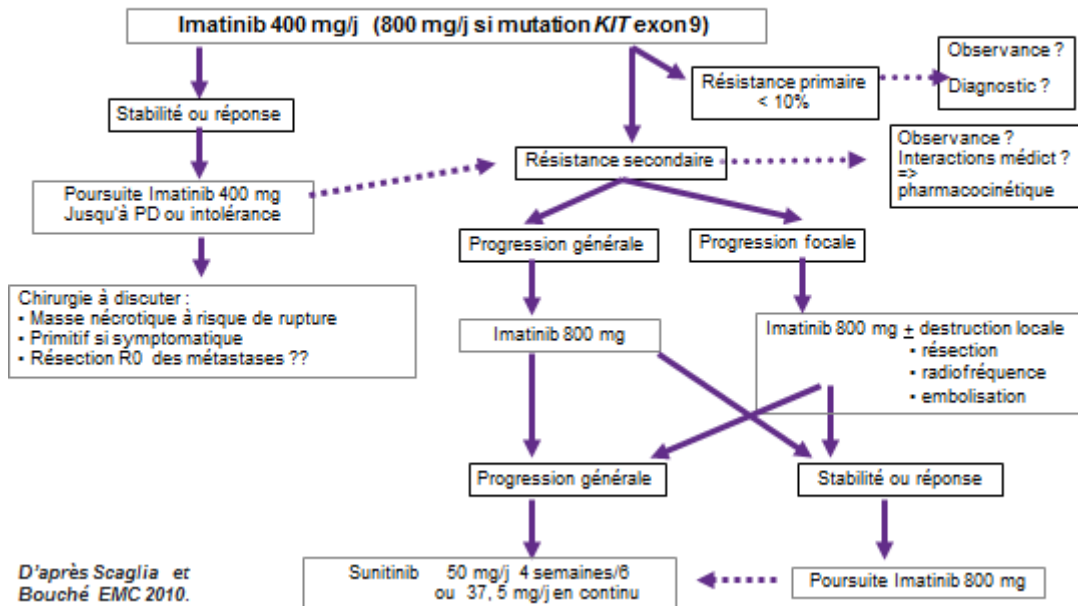 Imatinib 400 mg/j (800 mg/j si mutation KIT exon 9)
Observance ?
Diagnostic ?
Résistance primaire
< 10%
Stabilité ou réponse
Observance ?
Interactions médict ?
=>
pharmacocinétique
Résistance secondaire
Poursuite Imatinib 400 mg
Jusqu'à PD ou intolérance
Progression générale
Progression focale
Chirurgie à discuter :
▪ Masse nécrotique à risque de rupture
▪ Primitif si symptomatique
▪ Résection R0 des métastases ??
Imatinib 800 mg
Imatinib 800 mg ± destruction locale
▪ résection
▪ radiofréquence
▪ embolisation
Progression générale
Stabilité ou réponse
D'après Scaglia et
Bouché EMC 2010.
Sunitinib 50 mg/j 4 semaines/6
ou 37, 5 mg/j en continu
Poursuite Imatinib 800 mg